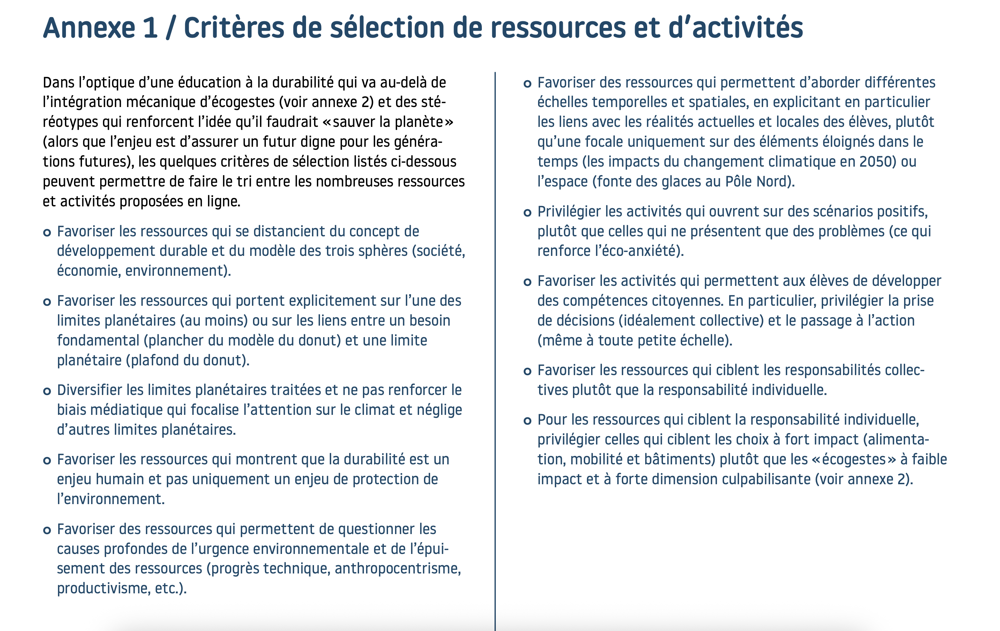 Annexe 1 / Critères de sélection de ressources et d’activités
Dans l’optique d’une éducation à la durabilité qui va au-delà de
l’intégration mécanique d’écogestes (voir annexe 2) et des sté-
réotypes qui renforcent l’idée qu’il faudrait «sauver la planète»
(alors que l’enjeu est d’assurer un futur digne pour les généra-
tions futures), les quelques critères de sélection listés ci-dessous
peuvent permettre de faire le tri entre les nombreuses ressources
et activités proposées en ligne.
o Favoriser les ressources qui se distancient du concept de
développement durable et du modèle des trois sphères (société,
économie, environnement).
o Favoriser les ressources qui portent explicitement sur l’une des
limites planétaires (au moins) ou sur les liens entre un besoin
fondamental (plancher du modèle du donut) et une limite
planétaire (plafond du donut).
o Diversifier les limites planétaires traitées et ne pas renforcer le
biais médiatique qui focalise l’attention sur le climat et néglige
d’autres limites planétaires.
o Favoriser les ressources qui montrent que la durabilité est un
enjeu humain et pas uniquement un enjeu de protection de
l’environnement.
o Favoriser des ressources qui permettent de questionner les
causes profondes de l’urgence environnementale et de l’épui-
sement des ressources (progrès technique, anthropocentrisme,
productivisme, etc.).
o Favoriser des ressources qui permettent d’aborder différentes
échelles temporelles et spatiales, en explicitant en particulier
les liens avec les réalités actuelles et locales des élèves, plutôt
qu’une focale uniquement sur des éléments éloignés dans le
temps (les impacts du changement climatique en 2050) ou
l’espace (fonte des glaces au Pôle Nord).
o Privilégier les activités qui ouvrent sur des scénarios positifs,
plutôt que celles qui ne présentent que des problèmes (ce qui
renforce l’éco-anxiété).
o Favoriser les activités qui permettent aux élèves de développer
des compétences citoyennes. En particulier, privilégier la prise
de décisions (idéalement collective) et le passage à l’action
(même à toute petite échelle).
o Favoriser les ressources qui ciblent les responsabilités collec-
tives plutôt que la responsabilité individuelle.
o Pour les ressources qui ciblent la responsabilité individuelle,
privilégier celles qui ciblent les choix à fort impact (alimenta-
tion, mobilité et bâtiments) plutôt que les «écogestes» à faible
impact et à forte dimension culpabilisante (voir annexe 2).